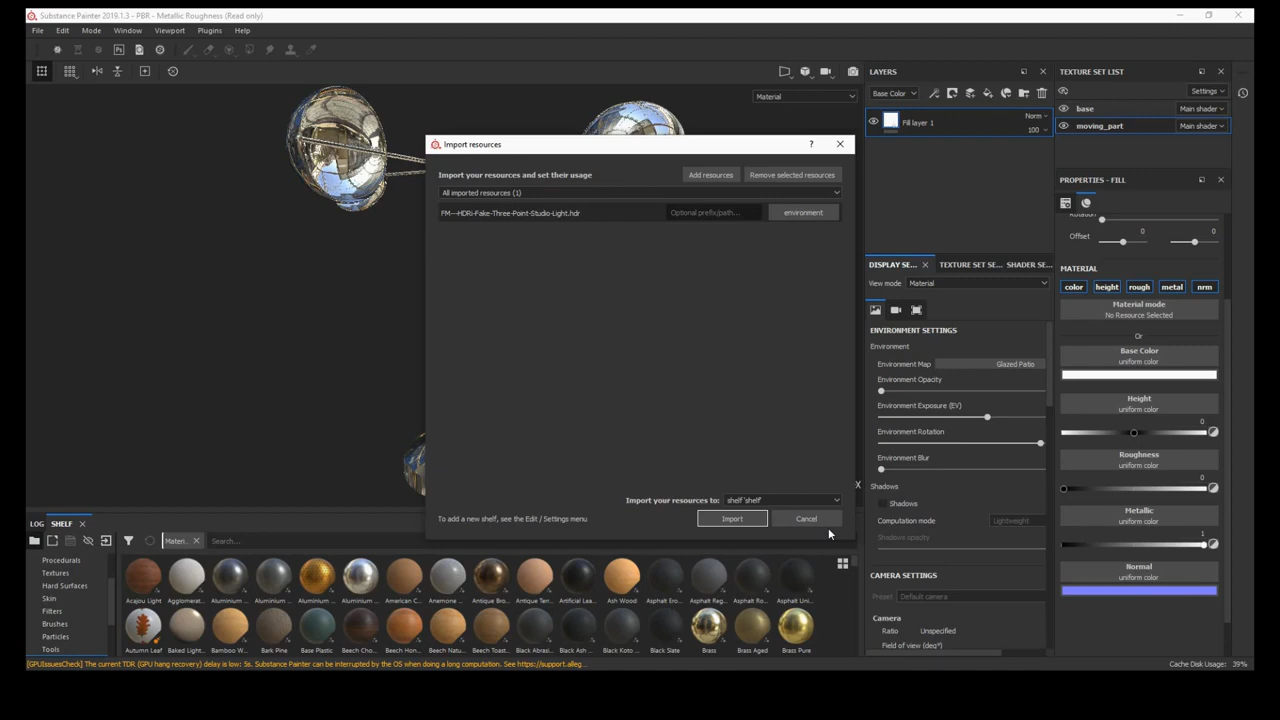 Substance Painter 2019.1.3 - PBR - Metallic Roughness (Read only)
File Edit Mode Window Viewport Plugins Help
Material
LAYERS
Base Color
Fill layer 1
Norm
100
TEXTURE SET LIST
Settings
base Main shader
moving_part Main shader
Import resources
?
Import your resources and set their usage
Add resources
Remove selected resources
All imported resources (1)
FM---HDRI-Fake-Three-Point-Studio-Light.hdr
Optional prefix/path...
environment
Import your resources to: shelf 'shelf'
To add a new shelf, see the Edit / Settings menu
Import
Cancel
PROPERTIES - FILL
Rotation
Offset 0 0
MATERIAL
color height rough metal nrm
Material mode
No Resource Selected
Or
Base Color
uniform color
Height
uniform color
0
Roughness
uniform color
0
Metallic
uniform color
1
Normal
uniform color
DISPLAY SE... TEXTURE SET SE... SHADER SE...
View mode Material
ENVIRONMENT SETTINGS
Environment
Environment Map Glazed Patio
Environment Opacity
Environment Exposure (EV)
Environment Rotation
Environment Blur
Shadows
Shadows
Computation mode Lightweight
Shadows opacity
CAMERA SETTINGS
Preset Default camera
Camera
Ratio Unspecified
Field of view (deg°)
LOG SHELF
Materi...
Search...
Procedurals
Textures
Hard Surfaces
Skin
Filters
Brushes
Particles
Tools
Acajou Light Agglomerat... Aluminium ... Aluminium ... Aluminium ... Aluminium ... American C... Anemone ... Antique Bro... Antique Ter... Artificial Lea... Ash Wood Asphalt Ero... Asphalt Reg... Asphalt Ro... Asphalt Uni...
Autumn Leaf Baked Light... Bamboo W... Bark Pine Base Plastic Beech Cho... Beech Hon... Beech Natu... Beech Tor... Black Abrasi... Black Ash ... Black Koto ... Black Slate Brass Brass Aged Brass Pure
[GPUIssuesCheck] The current TDR (GPU hang recovery) delay is low: 5s. Substance Painter can be interrupted by the OS when doing a long computation. See https://support.alleg...
Cache Disk Usage: 39%